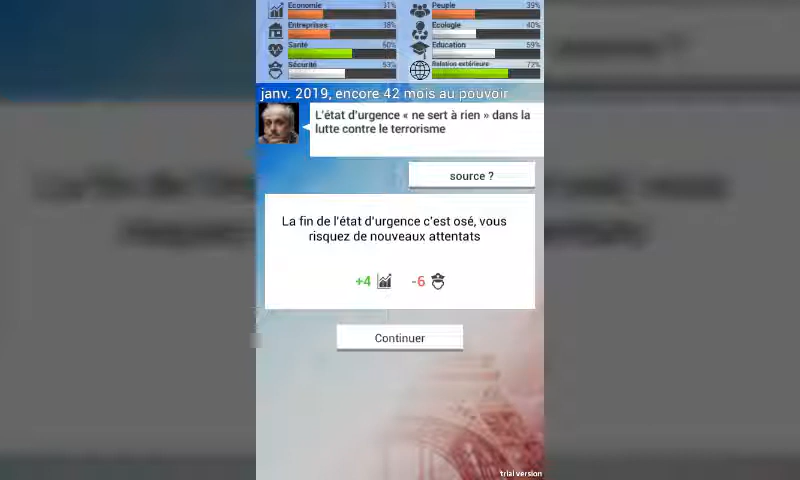 Economie 31% Peuple 39%
Entreprises 38% Ecologie 40%
Santé 60% Education 59%
Sécurité 53% Relation extérieure 72%
janv. 2019, encore 42 mois au pouvoir
L'état d'urgence « ne sert à rien » dans la
lutte contre le terrorisme
source ?
La fin de l'état d'urgence c'est osé, vous
risquez de nouveaux attentats
+4 -6
Continuer
trial version